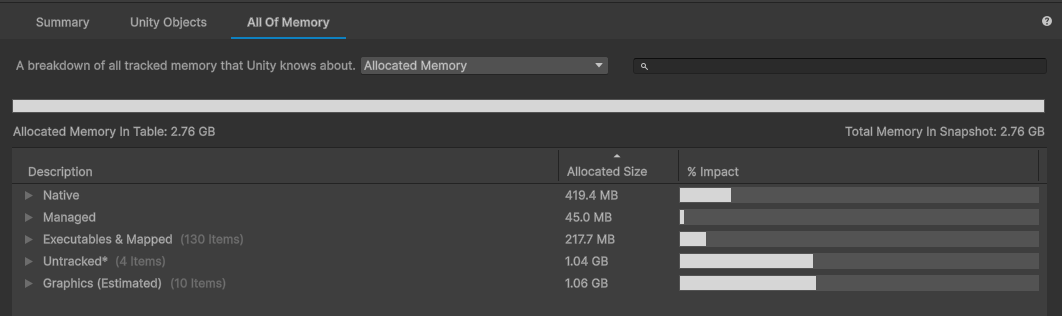 Summary Unity Objects All Of Memory ?
A breakdown of all tracked memory that Unity knows about. Allocated Memory
Allocated Memory In Table: 2.76 GB Total Memory In Snapshot: 2.76 GB
Description Allocated Size % Impact
Native 419.4 MB
Managed 45.0 MB
Executables & Mapped (130 Items) 217.7 MB
Untracked* (4 Items) 1.04 GB
Graphics (Estimated) (10 Items) 1.06 GB